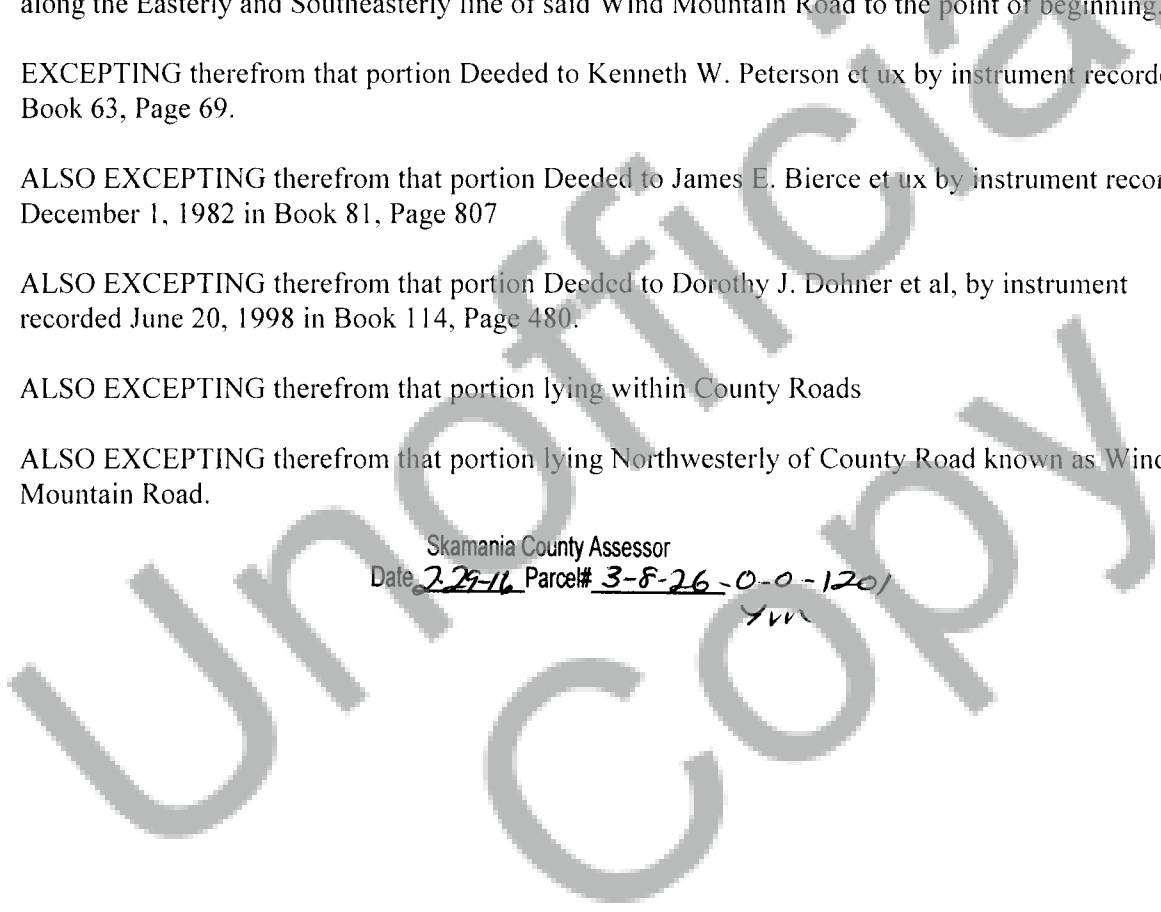 along the Easterly and Southeasterly line of said Wind Mountain Road to the point of beginning.
EXCEPTING therefrom that portion Deeded to Kenneth W. Peterson et ux by instrument
Book 63, Page 69.
ALSO EXCEPTING therefrom that portion Deeded to James E. Bierce et ux by instrument
December 1, 1982 in Book 81, Page 807
ALSO EXCEPTING therefrom that portion Deeded to Dorothy J. Dohner et al, by instrument
recorded June 20, 1998 in Book 114, Page 480.
ALSO EXCEPTING therefrom that portion lying within County Roads
ALSO EXCEPTING therefrom that portion lying Northwesterly of County Road known as
Mountain Road.
Skamania County Assessor
Date 2-29-16 Parcel# 3-8-26-0-0-1201
Unofficial
Copy